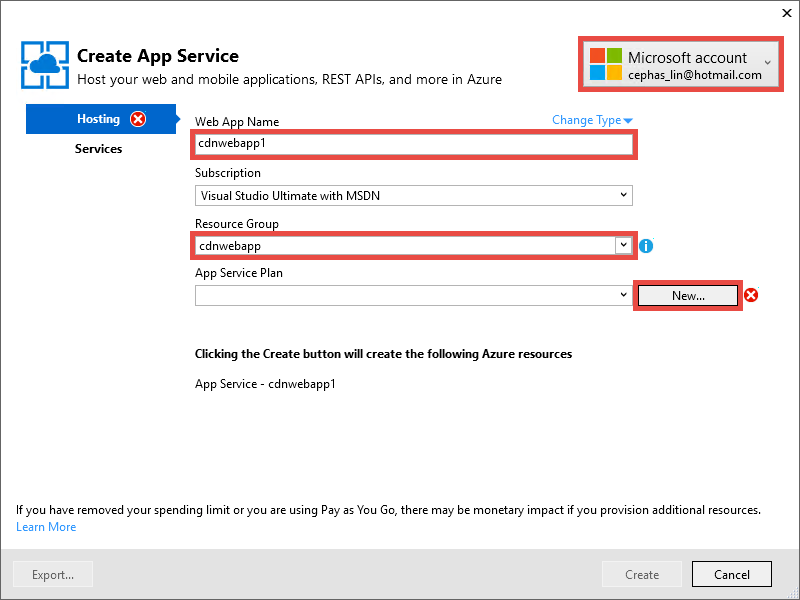 Create App Service
Host your web and mobile applications, REST APIs, and more in Azure
Microsoft account
cephas_lin@hotmail.com
Hosting
Services
Web App Name
Change Type
cdnwebapp1
Subscription
Visual Studio Ultimate with MSDN
Resource Group
cdnwebapp
App Service Plan
New...
Clicking the Create button will create the following Azure resources
App Service - cdnwebapp1
If you have removed your spending limit or you are using Pay as You Go, there may be monetary impact if you provision additional resources.
Learn More
Export...
Create
Cancel